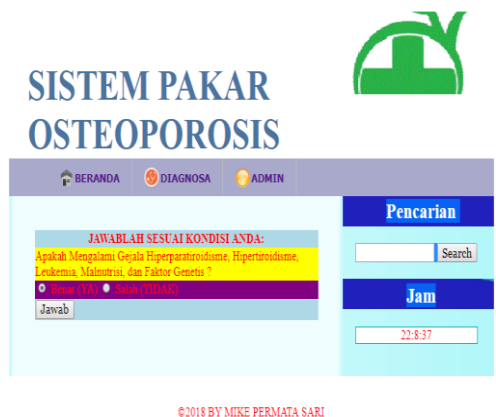 SISTEM PAKAR
OSTEOPOROSIS
BERANDA DIAGNOSA ADMIN
JAWABLAH SESUAI KONDISI ANDA:
Apakah Mengalami Gejala Hiperparatiroidisme, Hipertiroidisme,
Leukemia, Malnutrisi, dan Faktor Genetis ?
Benar (YA) Salah (TIDAK)
Jawab
Pencarian
Search
Jam
22:8:37
©2018 BY MIKE PERMATA SARI